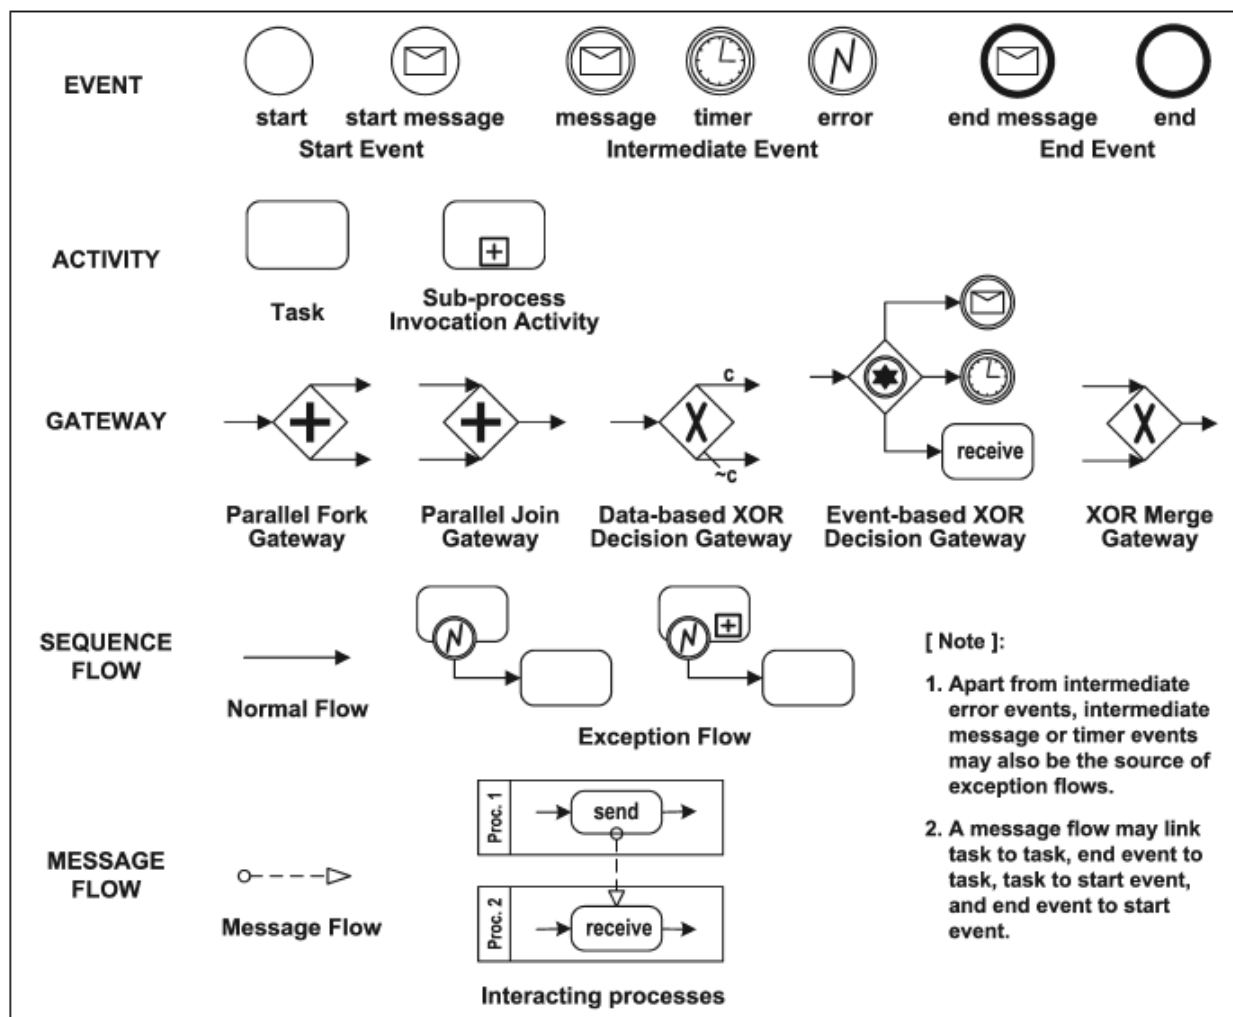 EVENT
start
start message
message
timer
error
end message
end
Start Event
Intermediate Event
End Event
ACTIVITY
Task
Sub-process
Invocation Activity
GATEWAY
c
~c
X
receive
X
Parallel Fork
Gateway
Parallel Join
Gateway
Data-based XOR
Decision Gateway
Event-based XOR
Decision Gateway
XOR Merge
Gateway
SEQUENCE
FLOW
Normal Flow
Exception Flow
[ Note ]:
1. Apart from intermediate
error events, intermediate
message or timer events
may also be the source of
exception flows.
2. A message flow may link
task to task, end event to
task, task to start event,
and end event to start
event.
MESSAGE
FLOW
Message Flow
Proc. 1
send
Proc. 2
receive
Interacting processes